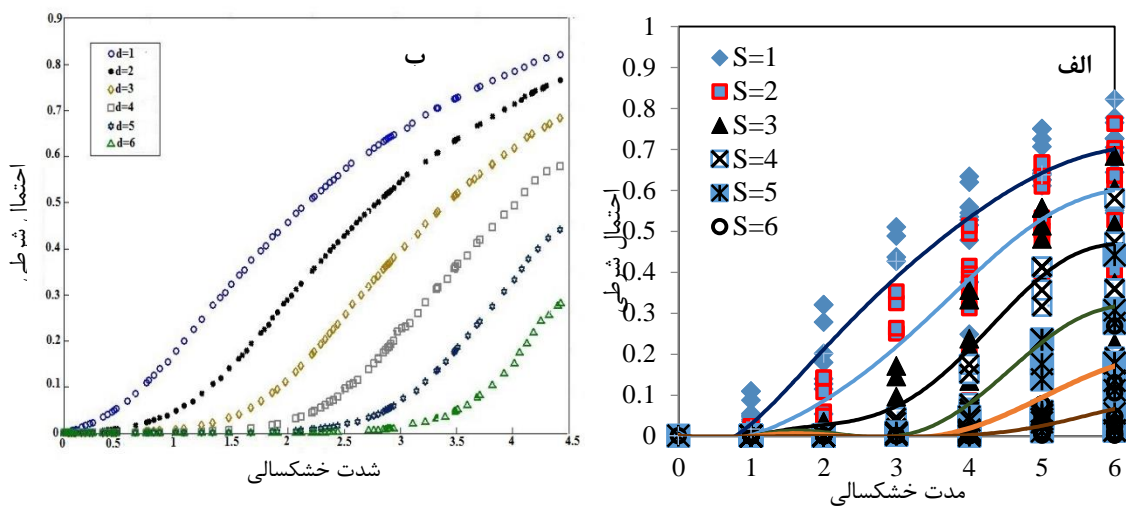 ب
d=1
d=2
d=3
d=4
d=5
d=6
0.9
0.8
0.7
0.6
0.5
0.4
0.3
0.2
0.1
0
0 0.5 1 1.5 2 2.5 3 3.5 4 4.5
شدت خشکسالی
احتمال شرطی
الف
S=1
S=2
S=3
S=4
S=5
S=6
1
0.9
0.8
0.7
0.6
0.5
0.4
0.3
0.2
0.1
0
0 1 2 3 4 5 6
مدت خشکسالی
احتمال شرطی